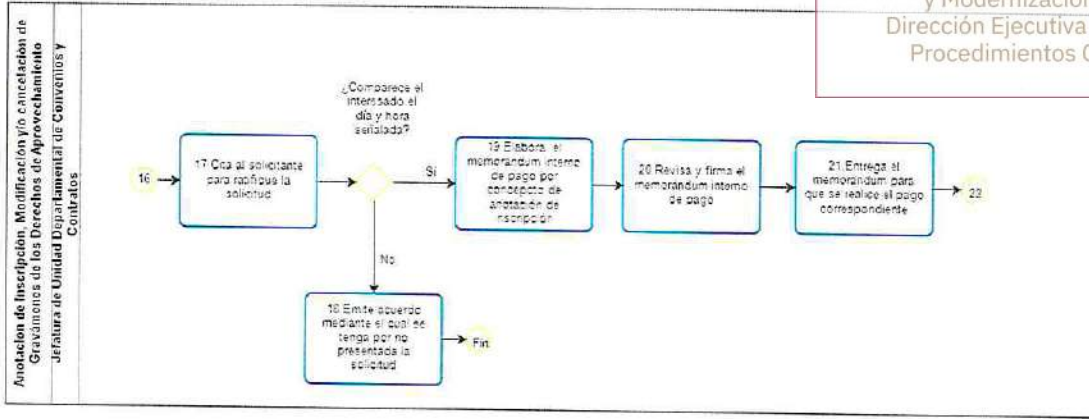 y Modernización
Dirección Ejecutiva
Procedimientos
Anotacion de Inscripción, Modificación y/o cancelación de
Gravámenes de los Derechos de Aprovechamiento
Jefatura de Unidad Departamental de Convenios y
Contratos
16
17 Cita al solicitante
para ratifique la
solicitud
¿Comparece el
interesado el
día y hora
señalada?
Si
No
18 Emite acuerdo
mediante el cual se
tenga por no
presentada la
solicitud
Fin
19 Elabora el
memorándum interno
de pago por
concepto de
anotación de
inscripción
20 Revisa y firma el
memorándum interno
de pago
21 Entrega el
memorándum para
que se realice el pago
correspondiente
22